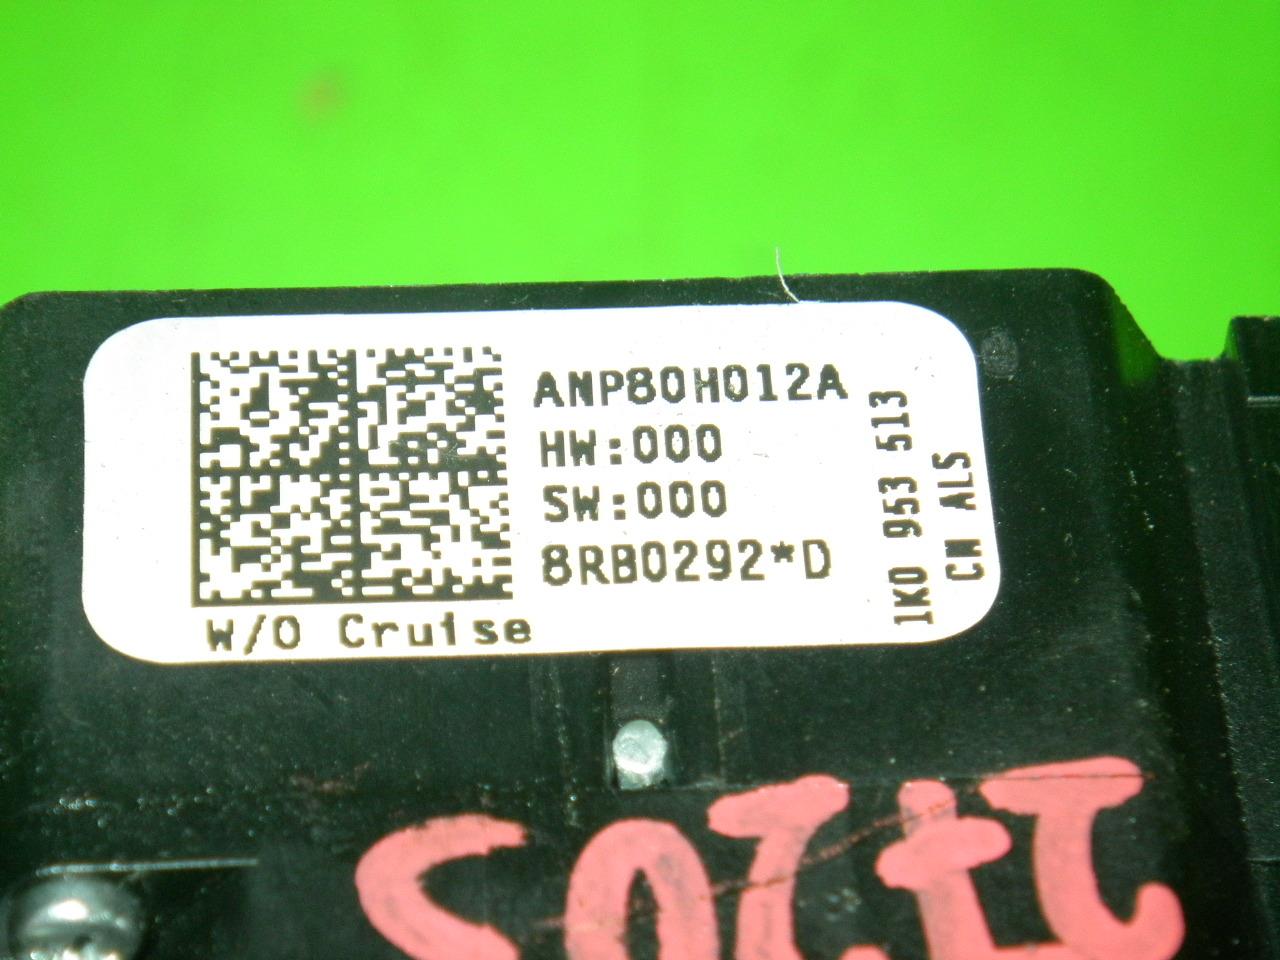 ANP80H012A
HW:000
SW:000
8RB0292*D
W/O Cruise
1K0 953 513
CN ALS